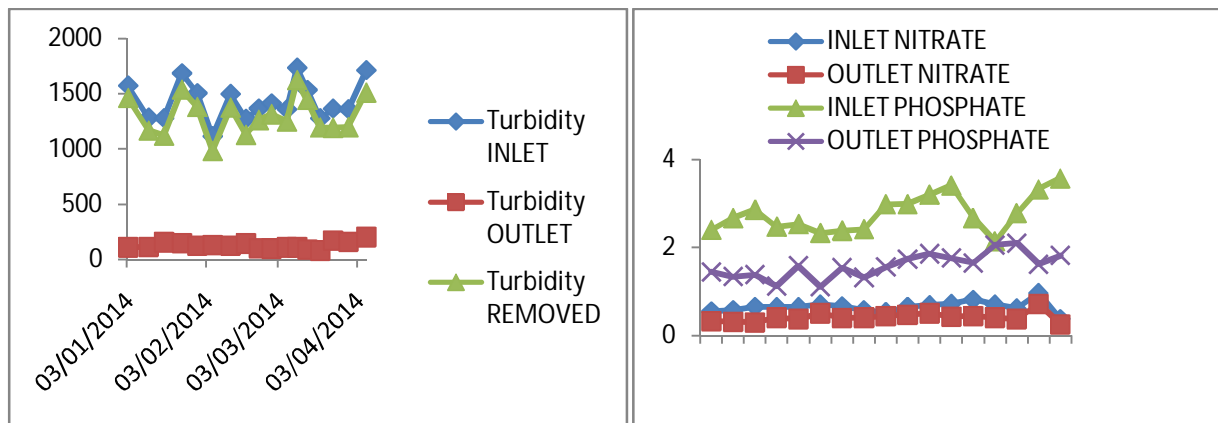 2000
1500
1000
500
0
03/01/2014
03/02/2014
03/03/2014
03/04/2014
Turbidity
INLET
Turbidity
OUTLET
Turbidity
REMOVED
INLET NITRATE
OUTLET NITRATE
INLET PHOSPHATE
OUTLET PHOSPHATE
4
2
0